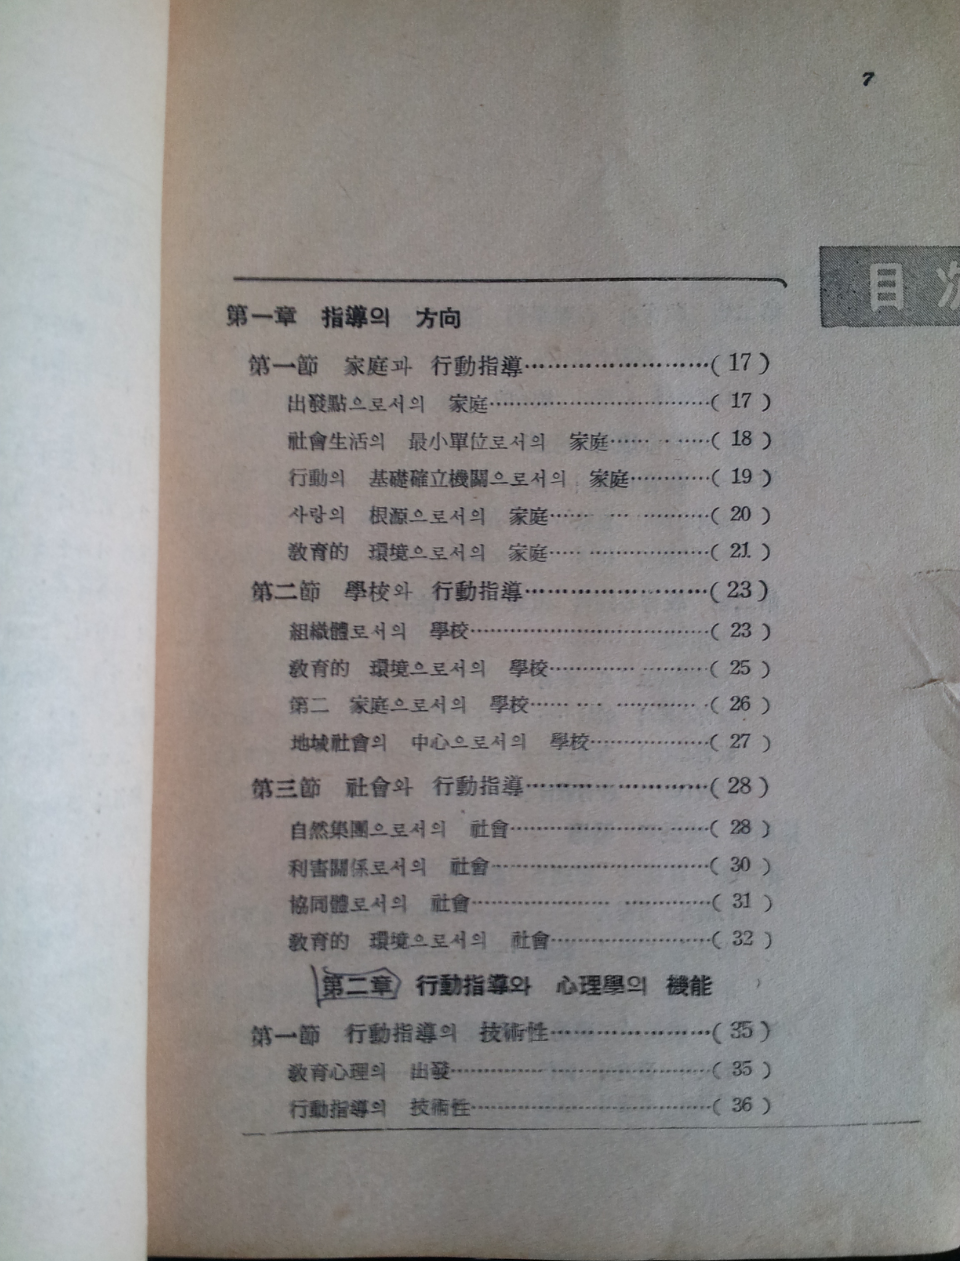 7
目
第一章 指導의 方向
第一節 家庭과 行動指導……………………( 17 )
出發點으로서의 家庭……………………………( 17 )
社會生活의 最小單位로서의 家庭…… ‥ ‥…( 18 )
行動의 基礎確立機關으로서의 家庭…………( 19 )
사랑의 根源으로서의 家庭…… … ………( 20 )
敎育的 環境으로서의 家庭…… ……………( 21 )
第二節 學校와 行動指導……………………( 23 )
組織體로서의 學校……………………………( 23 )
敎育的 環境으로서의 學校………… ………( 25 )
第二 家庭으로서의 學校…… … ………… ( 26 )
地域社會의 中心으로서의 學校………………( 27 )
第三節 社會와 行動指導……… ……………( 28 )
自然集團으로서의 社會………………… ……( 28 )
利害關係로서의 社會…………………………( 30 )
協同體로서의 社會……………… …………( 31 )
敎育的 環境으로서의 社會……………………( 32 )
第二章 行動指導와 心理學의 機能
第一節 行動指導의 技術性…………………( 35 )
敎育心理의 出發………… …………………( 35 )
行動指導의 技術性……………………………( 36 )